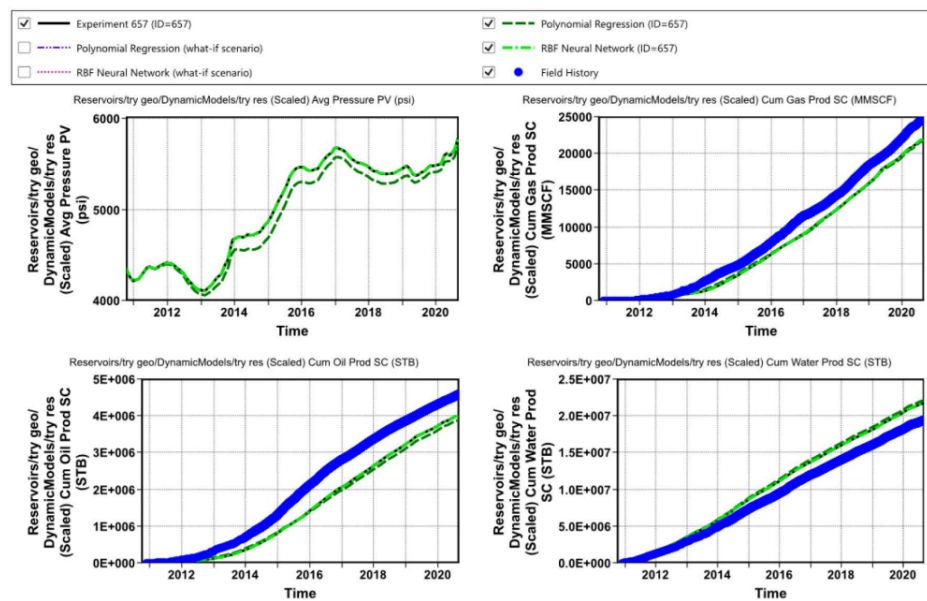 Experiment 657 (ID=657)
Polynomial Regression (ID=657)
Polynomial Regression (what-if scenario)
RBF Neural Network (ID=657)
RBF Neural Network (what-if scenario)
Field History
Reservoirs/try geo/DynamicModels/try res (Scaled) Avg Pressure PV (psi)
Reservoirs/try geo/
DynamicModels/try res
(Scaled) Avg Pressure PV
(psi)
6000
5000
4000
2012 2014 2016 2018 2020
Time
Reservoirs/try geo/DynamicModels/try res (Scaled) Cum Gas Prod SC (MMSCF)
Reservoirs/try geo/
DynamicModels/try res
(Scaled) Cum Gas Prod SC
(MMSCF)
25000
20000
15000
10000
5000
0
2012 2014 2016 2018 2020
Time
Reservoirs/try geo/DynamicModels/try res (Scaled) Cum Oil Prod SC (STB)
Reservoirs/try geo/
DynamicModels/try res
(Scaled) Cum Oil Prod SC
(STB)
5E+006
4E+006
3E+006
2E+006
1E+006
0E+000
2012 2014 2016 2018 2020
Time
Reservoirs/try geo/DynamicModels/try res (Scaled) Cum Water Prod SC (STB)
Reservoirs/try geo/
DynamicModels/try res
(Scaled) Cum Water Prod
SC (STB)
2.5E+007
2.0E+007
1.5E+007
1.0E+007
5.0E+006
0.0E+000
2012 2014 2016 2018 2020
Time